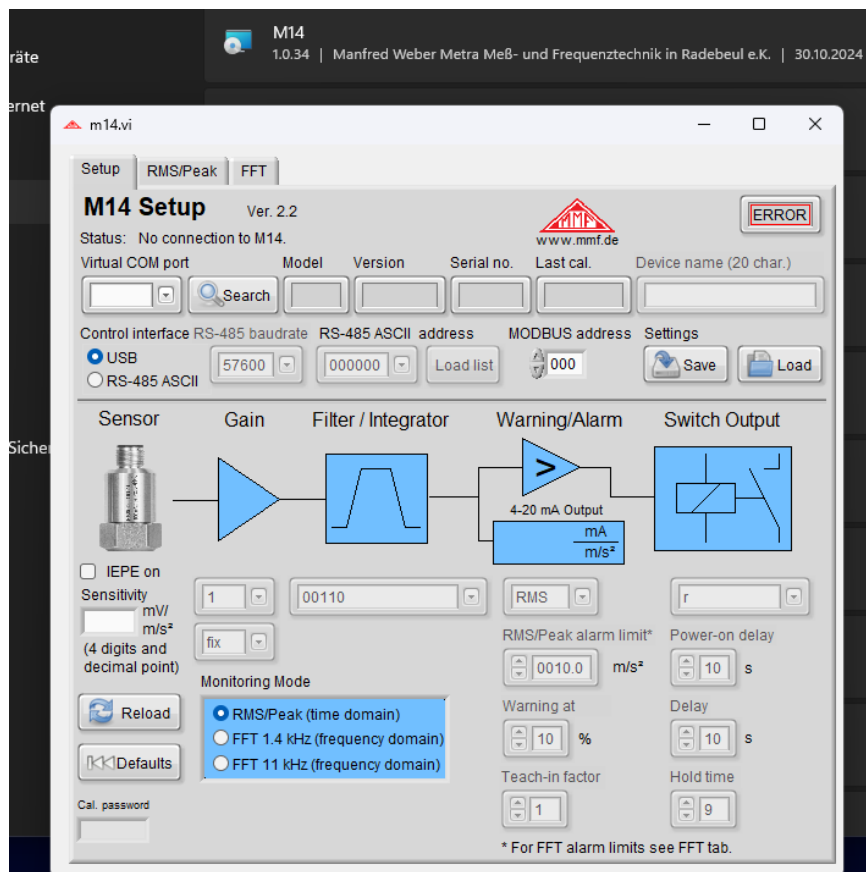 M14
1.0.34 | Manfred Weber Metra Meß- und Frequenztechnik in Radebeul e.K. | 30.10.2024
räte
ernet
m14.vi
Setup RMS/Peak FFT
M14 Setup Ver. 2.2
MMF
www.mmf.de
ERROR
Status: No connection to M14.
Virtual COM port Model Version Serial no. Last cal. Device name (20 char.)
Search
Control interface RS-485 baudrate RS-485 ASCII address MODBUS address Settings
USB 57600 000000 Load list 000 Save Load
RS-485 ASCII
Siche
Sensor Gain Filter / Integrator Warning/Alarm Switch Output
>
4-20 mA Output
mA
m/s²
IEPE on
Sensitivity
mV/
m/s²
(4 digits and
decimal point)
1 00110 RMS r
fix
RMS/Peak alarm limit* Power-on delay
0010.0 m/s² 10 s
Monitoring Mode
RMS/Peak (time domain)
FFT 1.4 kHz (frequency domain)
FFT 11 kHz (frequency domain)
Warning at Delay
10 % 10 s
Teach-in factor Hold time
1 9
Reload
Defaults
Cal. password
* For FFT alarm limits see FFT tab.